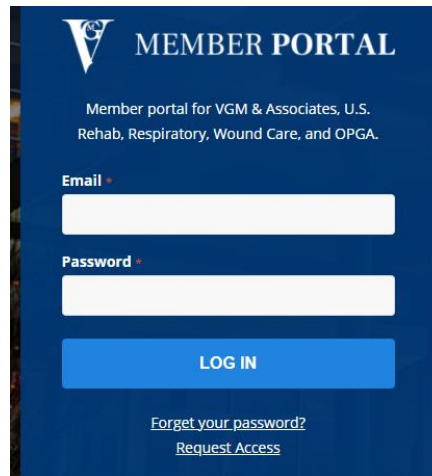 VGM MEMBER PORTAL
Member portal for VGM & Associates, U.S.
Rehab, Respiratory, Wound Care, and OPGA.
Email *
Password *
LOG IN
Forget your password?
Request Access